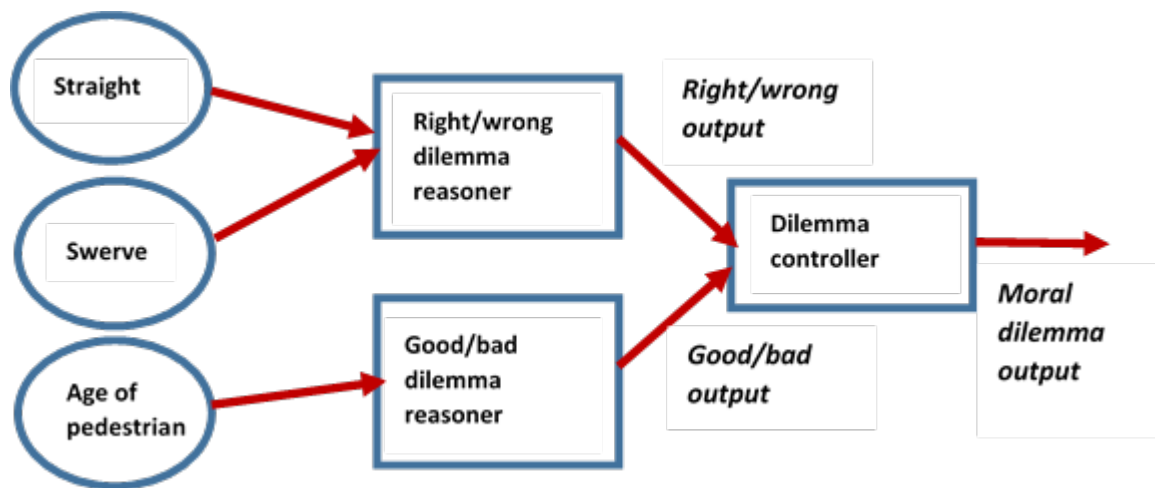 Straight
Swerve
Age of
pedestrian
Right/wrong
dilemma
reasoner
Good/bad
dilemma
reasoner
Right/wrong
output
Good/bad
output
Dilemma
controller
Moral
dilemma
output